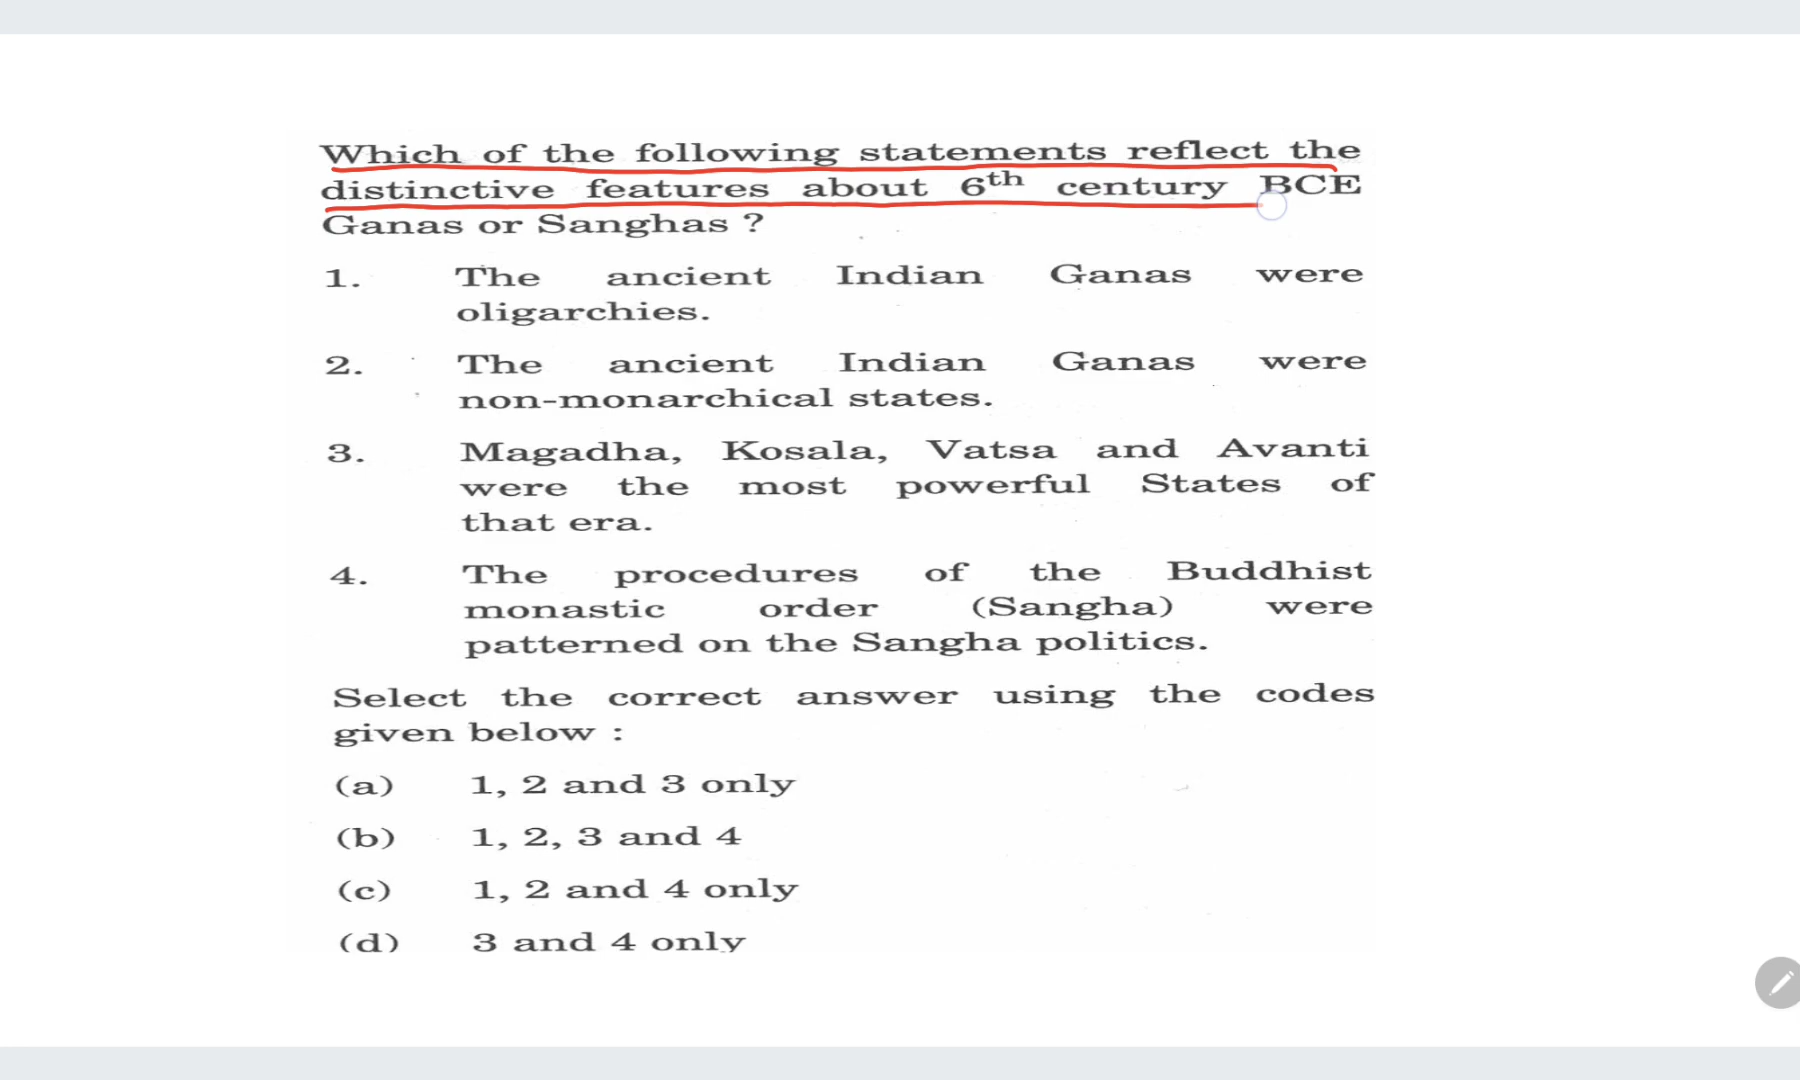 Which of the following statements reflect the
distinctive features about 6th century BCE
Ganas or Sanghas ?
1. The ancient Indian Ganas were
oligarchies.
2. The ancient Indian Ganas were
non-monarchical states.
3. Magadha, Kosala, Vatsa and Avanti
were the most powerful States of
that era.
4. The procedures of the Buddhist
monastic order (Sangha) were
patterned on the Sangha politics.
Select the correct answer using the codes
given below :
(a) 1, 2 and 3 only
(b) 1, 2, 3 and 4
(c) 1, 2 and 4 only
(d) 3 and 4 only